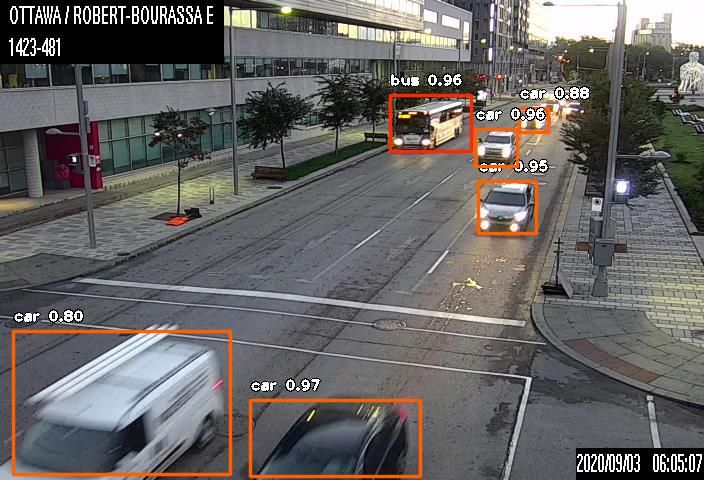 OTTAWA / ROBERT-BOURASSA E
1423-481
bus 0.96
car 0.88
car 0.96
car 0.95
car 0.80
car 0.97
2020/09/03 06:05:07